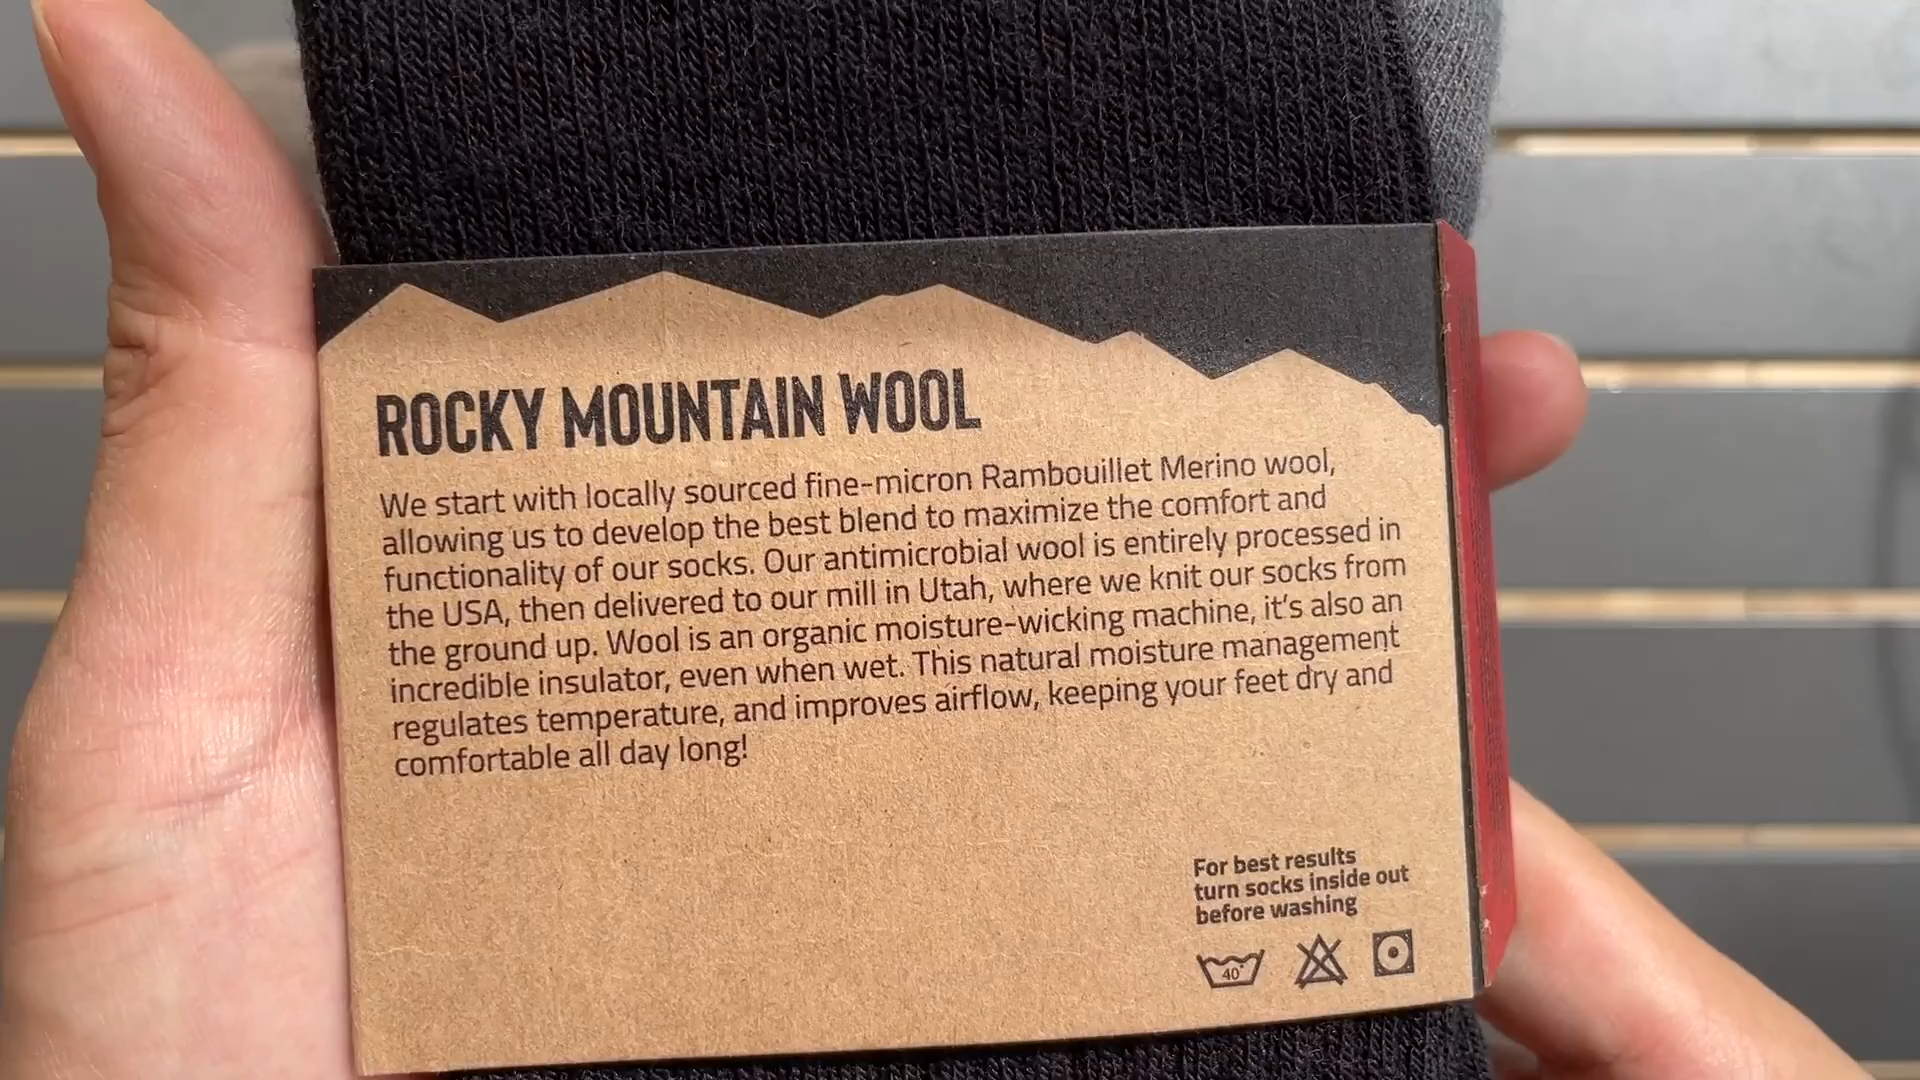 ROCKY MOUNTAIN WOOL
We start with locally sourced fine-micron Rambouillet Merino wool,
allowing us to develop the best blend to maximize the comfort and
functionality of our socks. Our antimicrobial wool is entirely processed in
the USA, then delivered to our mill in Utah, where we knit our socks from
the ground up. Wool is an organic moisture-wicking machine, it's also an
incredible insulator, even when wet. This natural moisture management
regulates temperature, and improves airflow, keeping your feet dry and
comfortable all day long!
For best results
turn socks inside out
before washing
40°